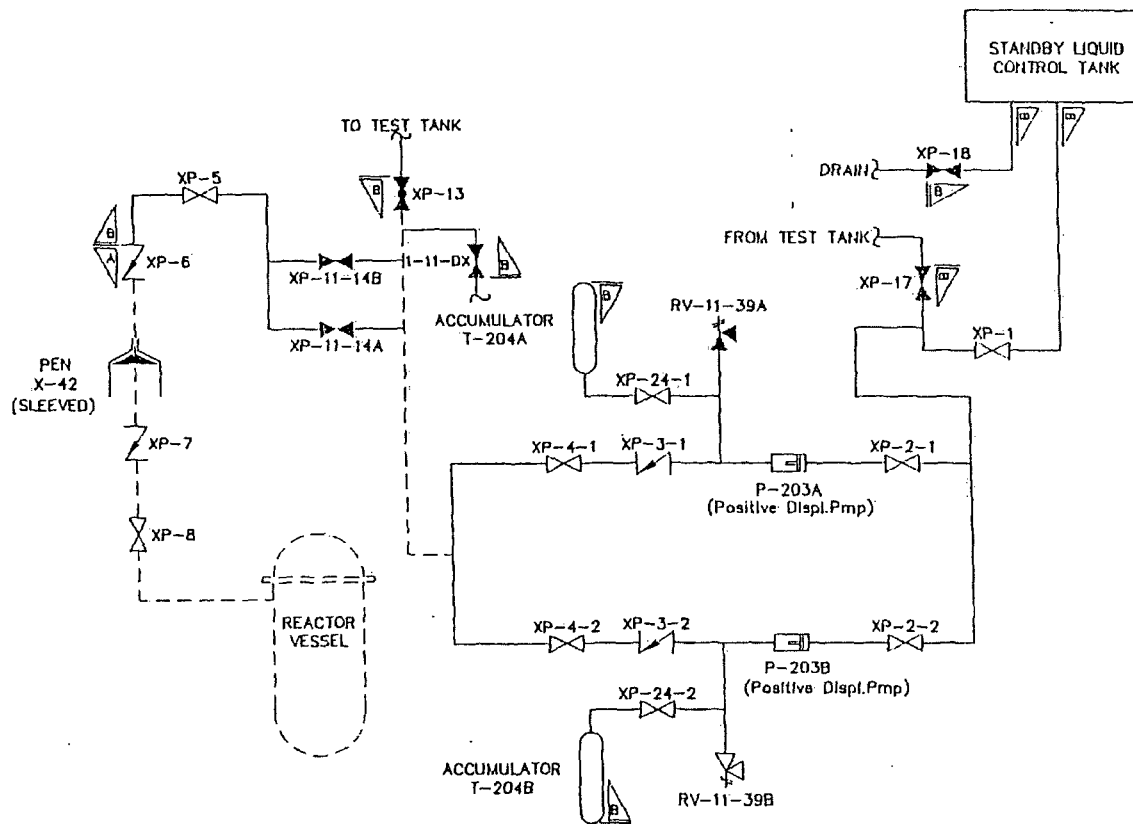 STANDBY LIQUID
CONTROL TANK
B
B
TO TEST TANK
XP-18
DRAIN
B
XP-5
B
XP-13
FROM TEST TANK
B
A
XP-6
XP-11-14B
1-11-DX
B
XP-17
B
RV-11-39A
B
XP-11-14A
ACCUMULATOR
T-204A
XP-1
PEN
X-42
(SLEEVED)
XP-24-1
XP-7
XP-4-1
XP-3-1
XP-2-1
P-203A
(Positive Displ.Pmp)
XP-8
REACTOR
VESSEL
XP-4-2
XP-3-2
XP-2-2
P-203B
(Positive Displ.Pmp)
XP-24-2
ACCUMULATOR
T-204B
B
RV-11-39B